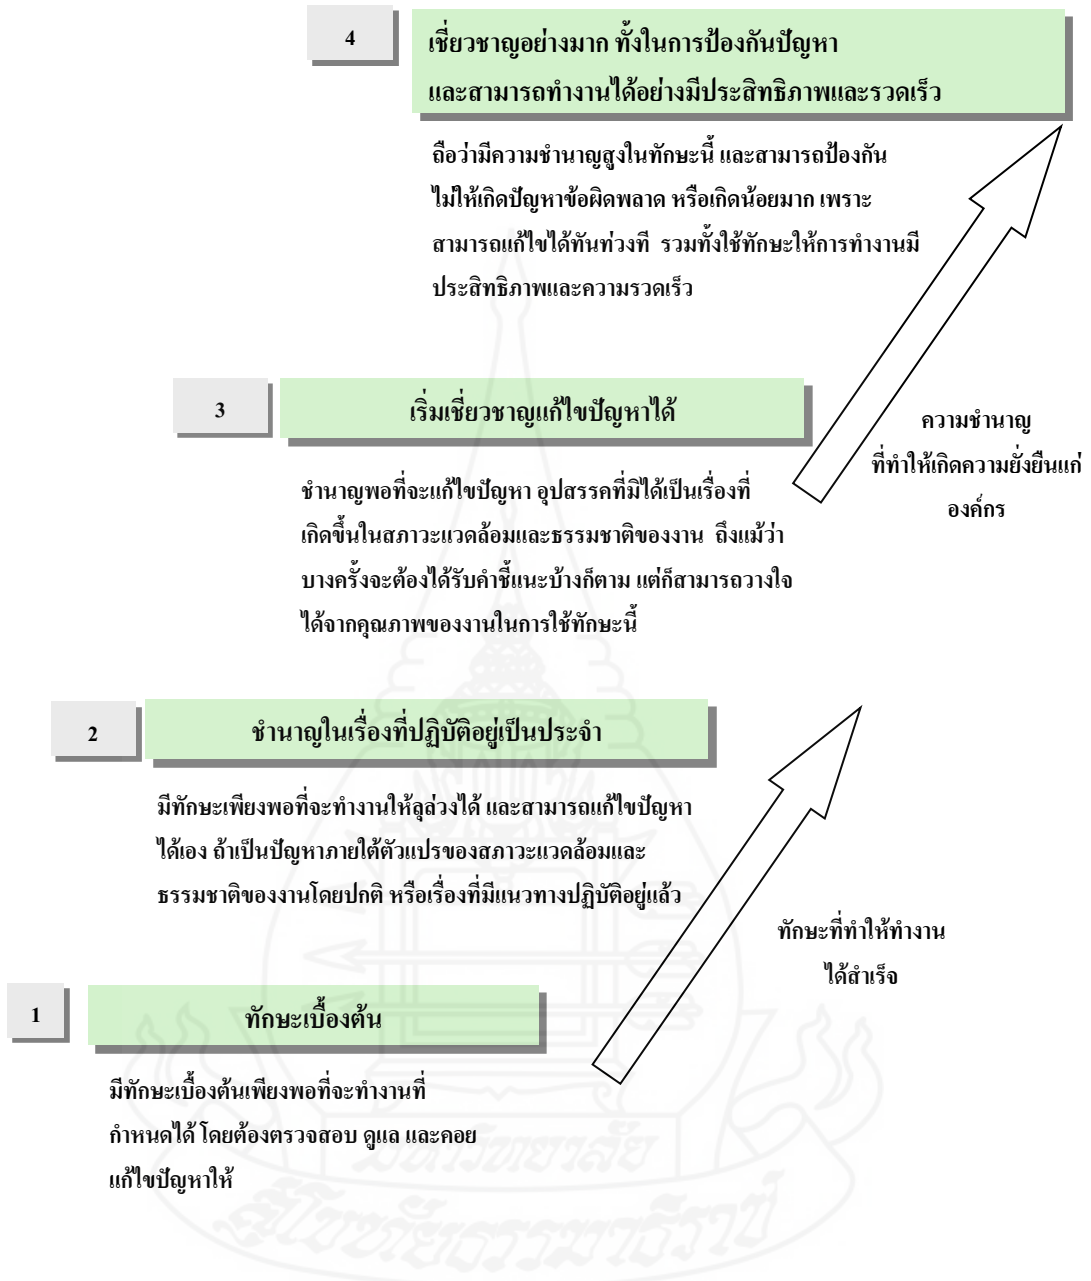 4
เชี่ยวชาญอย่างมาก ทั้งในการป้องกันปัญหา
และสามารถทำงานได้อย่างมีประสิทธิภาพและรวดเร็ว
ถือว่ามีความชำนาญสูงในทักษะนี้ และสามารถป้องกัน
ไม่ให้เกิดปัญหาข้อผิดพลาด หรือเกิดน้อยมาก เพราะ
สามารถแก้ไขได้ทันท่วงที รวมทั้งใช้ทักษะให้การทำงานมี
ประสิทธิภาพและความรวดเร็ว
3
เริ่มเชี่ยวชาญแก้ไขปัญหาได้
ความชำนาญ
ที่ทำให้เกิดความยั่งยืนแก่
องค์กร
ชำนาญพอที่จะแก้ไขปัญหา อุปสรรคที่มิได้เป็นเรื่องที่
เกิดขึ้นในสภาวะแวดล้อมและธรรมชาติของงาน ถึงแม้ว่า
บางครั้งจะต้องได้รับคำชี้แนะบ้างก็ตาม แต่ก็สามารถวางใจ
ได้จากคุณภาพของงานในการใช้ทักษะนี้
2
ชำนาญในเรื่องที่ปฏิบัติอยู่เป็นประจำ
มีทักษะเพียงพอที่จะทำงานให้ลุล่วงได้ และสามารถแก้ไขปัญหา
ได้เอง ถ้าเป็นปัญหาภายใต้ตัวแปรของสภาวะแวดล้อมและ
ธรรมชาติของงานโดยปกติ หรือเรื่องที่มีแนวทางปฏิบัติอยู่แล้ว
ทักษะที่ทำให้ทำงาน
ได้สำเร็จ
1
ทักษะเบื้องต้น
มีทักษะเบื้องต้นเพียงพอที่จะทำงานที่
กำหนดได้ โดยต้องตรวจสอบ ดูแล และคอย
แก้ไขปัญหาให้
มหาวิทยาลัย
สุโขทัยธรรมาธิราช